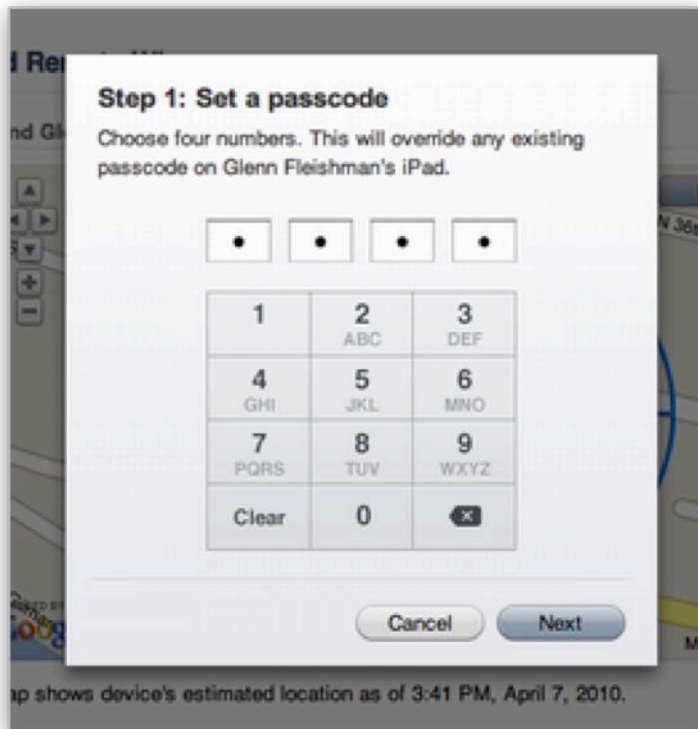 Step 1: Set a passcode
Choose four numbers. This will override any existing
passcode on Glenn Fleishman's iPad.
1
2
ABC
3
DEF
4
GHI
5
JKL
6
MNO
7
PQRS
8
TUV
9
WXYZ
Clear
0
Cancel
Next
shows device's estimated location as of 3:41 PM, April 7, 2010.